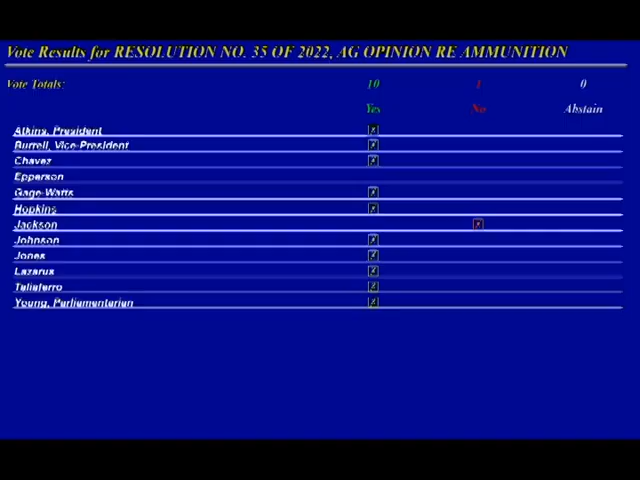 Vote Results for RESOLUTION NO. 35 OF 2022, AG OPINION RE AMMUNITION
Vote Totals: 10 1 0
Yes No Abstain
Atkins, President
Burrell, Vice-President
Chavez
Epperson
Gage-Watts
Hopkins
Jackson
Johnson
Jones
Lazarus
Taliaferro
Young, Parliamentarian